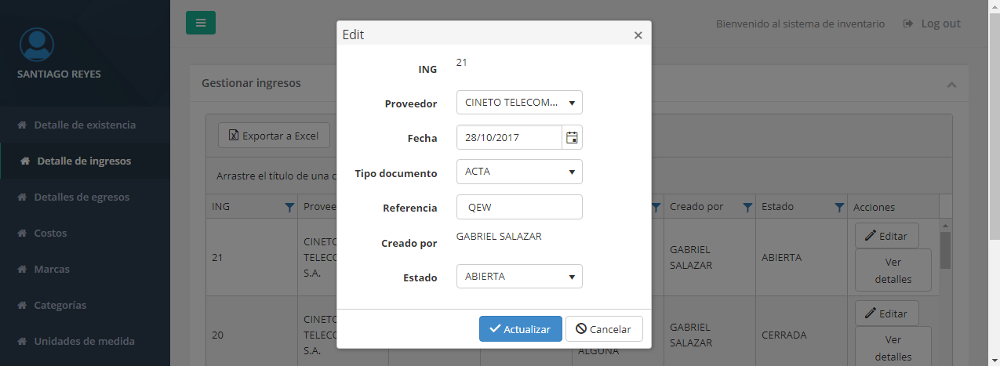 SANTIAGO REYES
Detalle de existencia
Detalle de ingresos
Detalles de egresos
Costos
Marcas
Categorías
Unidades de medida
Bienvenido al sistema de inventario
Log out
Gestionar ingresos
Exportar a Excel
Arrastre el título de una c
ING
Provee
Creado por
Estado
Acciones
21
CINETO
TELECO
S.A.
GABRIEL
SALAZAR
ABIERTA
Editar
Ver
detalles
20
CINETO
TELECO
S.A.
ALGUNA
GABRIEL
SALAZAR
CERRADA
Editar
Ver
detalles
Edit
ING
21
Proveedor
CINETO TELECOM...
Fecha
28/10/2017
Tipo documento
ACTA
Referencia
QEW
Creado por
GABRIEL SALAZAR
Estado
ABIERTA
Actualizar
Cancelar